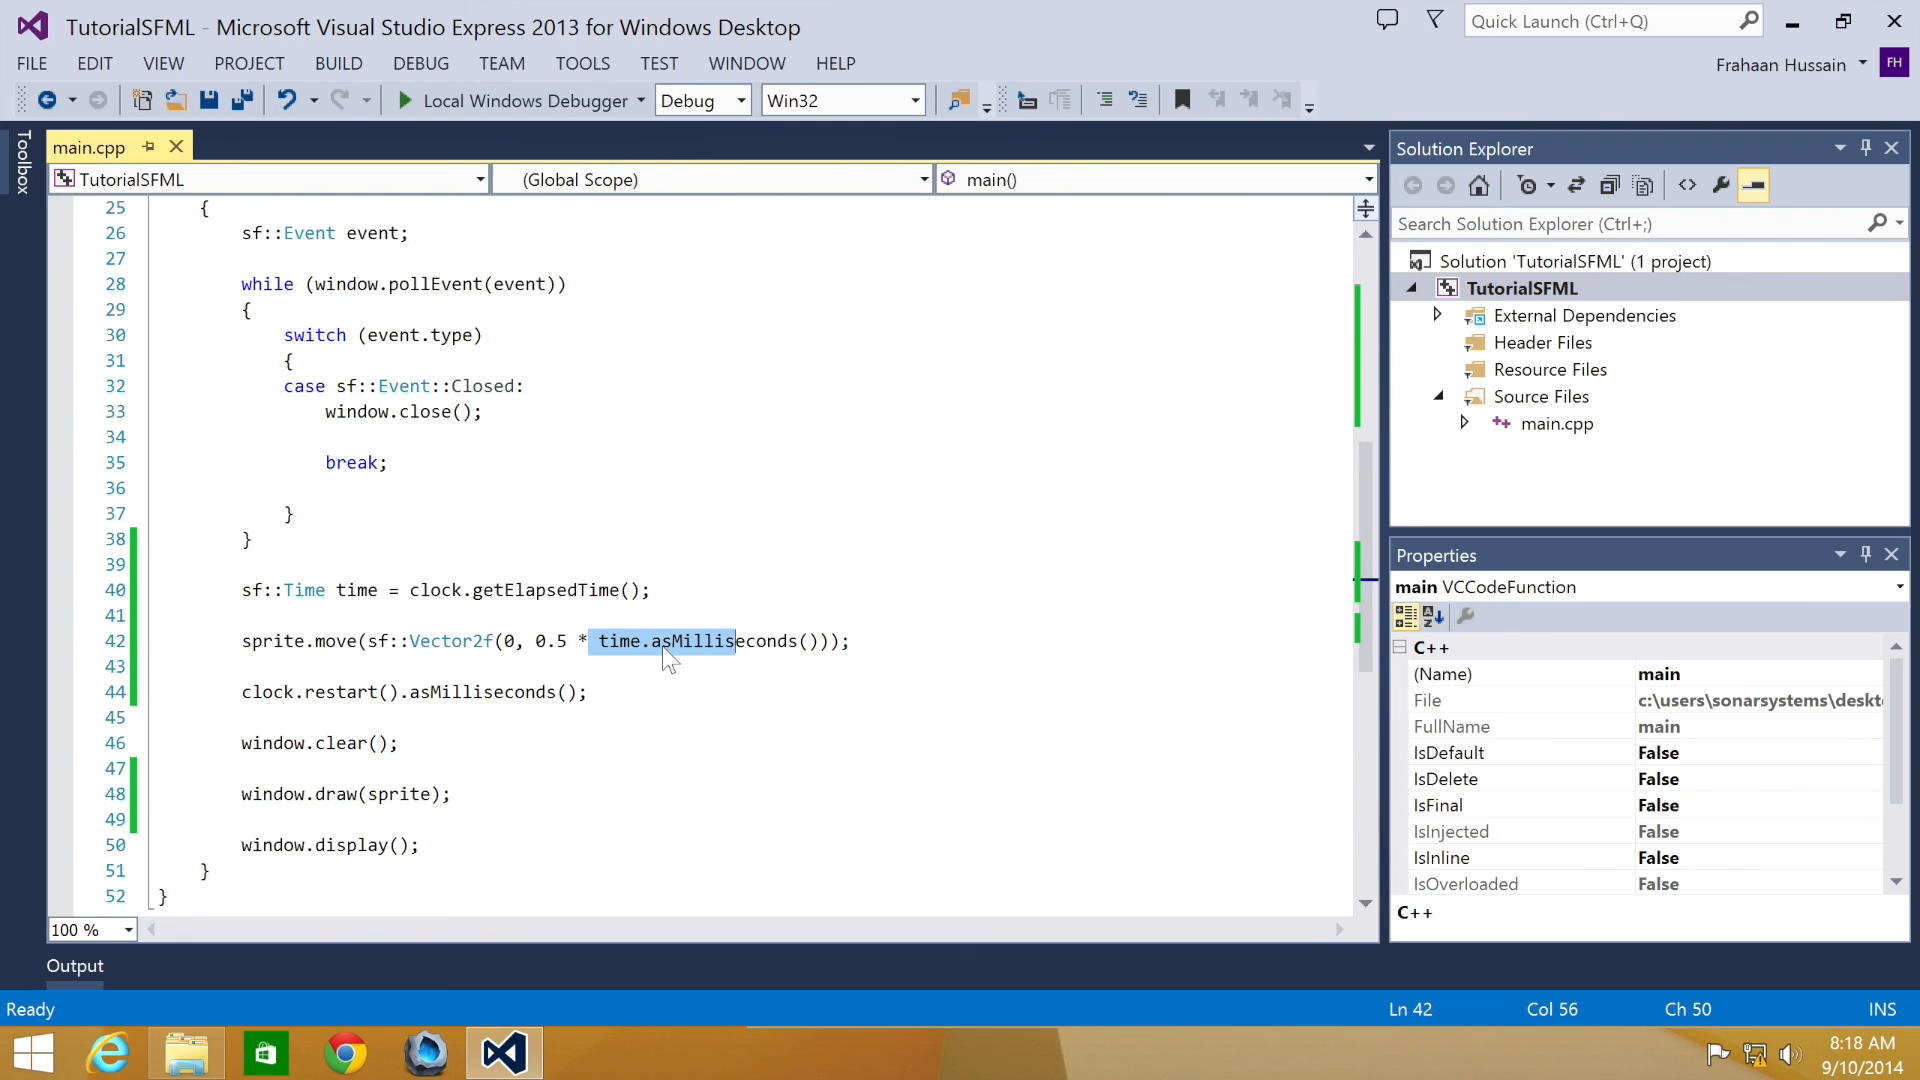 TutorialSFML - Microsoft Visual Studio Express 2013 for Windows Desktop
Quick Launch (Ctrl+Q)
FILE EDIT VIEW PROJECT BUILD DEBUG TEAM TOOLS TEST WINDOW HELP
Frahaan Hussain FH
Local Windows Debugger Debug Win32
Toolbox
main.cpp
TutorialSFML (Global Scope) main()
25 {
26 sf::Event event;
27
28 while (window.pollEvent(event))
29 {
30 switch (event.type)
31 {
32 case sf::Event::Closed:
33 window.close();
34
35 break;
36
37 }
38 }
39
40 sf::Time time = clock.getElapsedTime();
41
42 sprite.move(sf::Vector2f(0, 0.5 * time.asMilliseconds()));
43
44 clock.restart().asMilliseconds();
45
46 window.clear();
47
48 window.draw(sprite);
49
50 window.display();
51 }
52 }
100 %
Output
Solution Explorer
Search Solution Explorer (Ctrl+;)
Solution 'TutorialSFML' (1 project)
TutorialSFML
External Dependencies
Header Files
Resource Files
Source Files
main.cpp
Properties
main VCCodeFunction
C++
(Name) main
File c:\users\sonarsystems\deskt
FullName main
IsDefault False
IsDelete False
IsFinal False
IsInjected False
IsInline False
IsOverloaded False
C++
Ready Ln 42 Col 56 Ch 50 INS
8:18 AM
9/10/2014